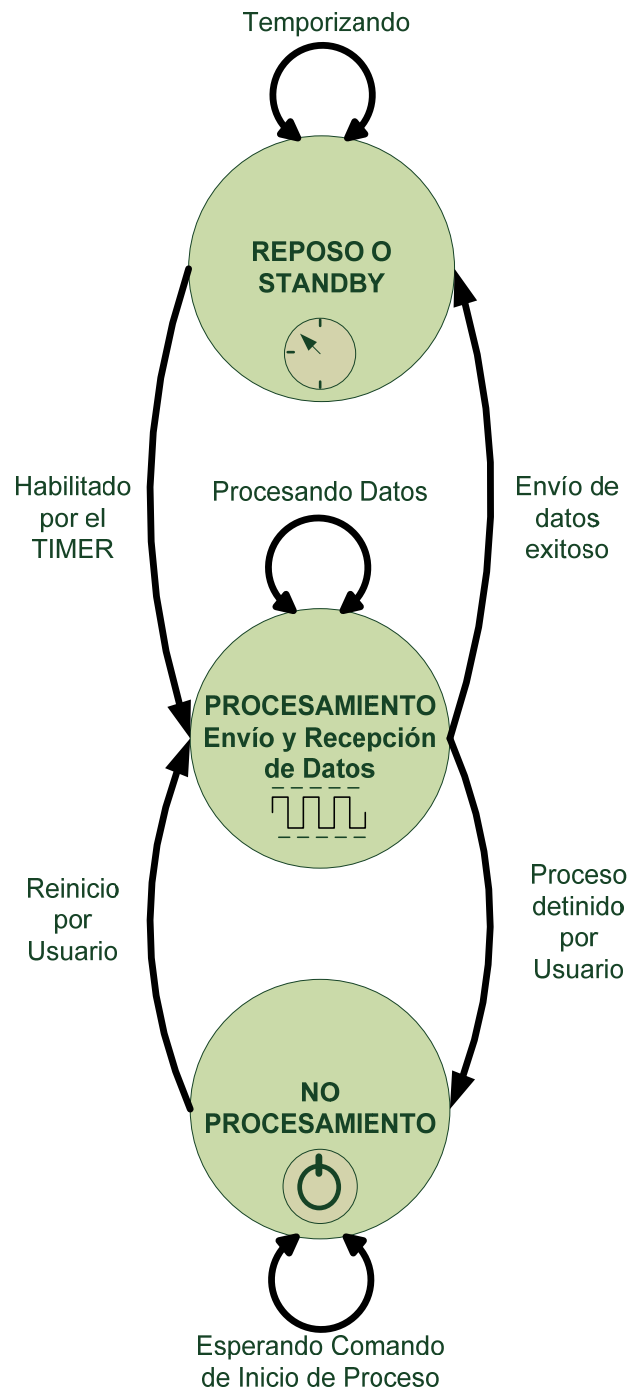 Temporizando
REPOSO O
STANDBY
Habilitado
por el
TIMER
Procesando Datos
Envío de
datos
exitoso
PROCESAMIENTO
Envío y Recepción
de Datos
Reinicio
por
Usuario
Proceso
detinido
por
Usuario
NO
PROCESAMIENTO
Esperando Comando
de Inicio de Proceso